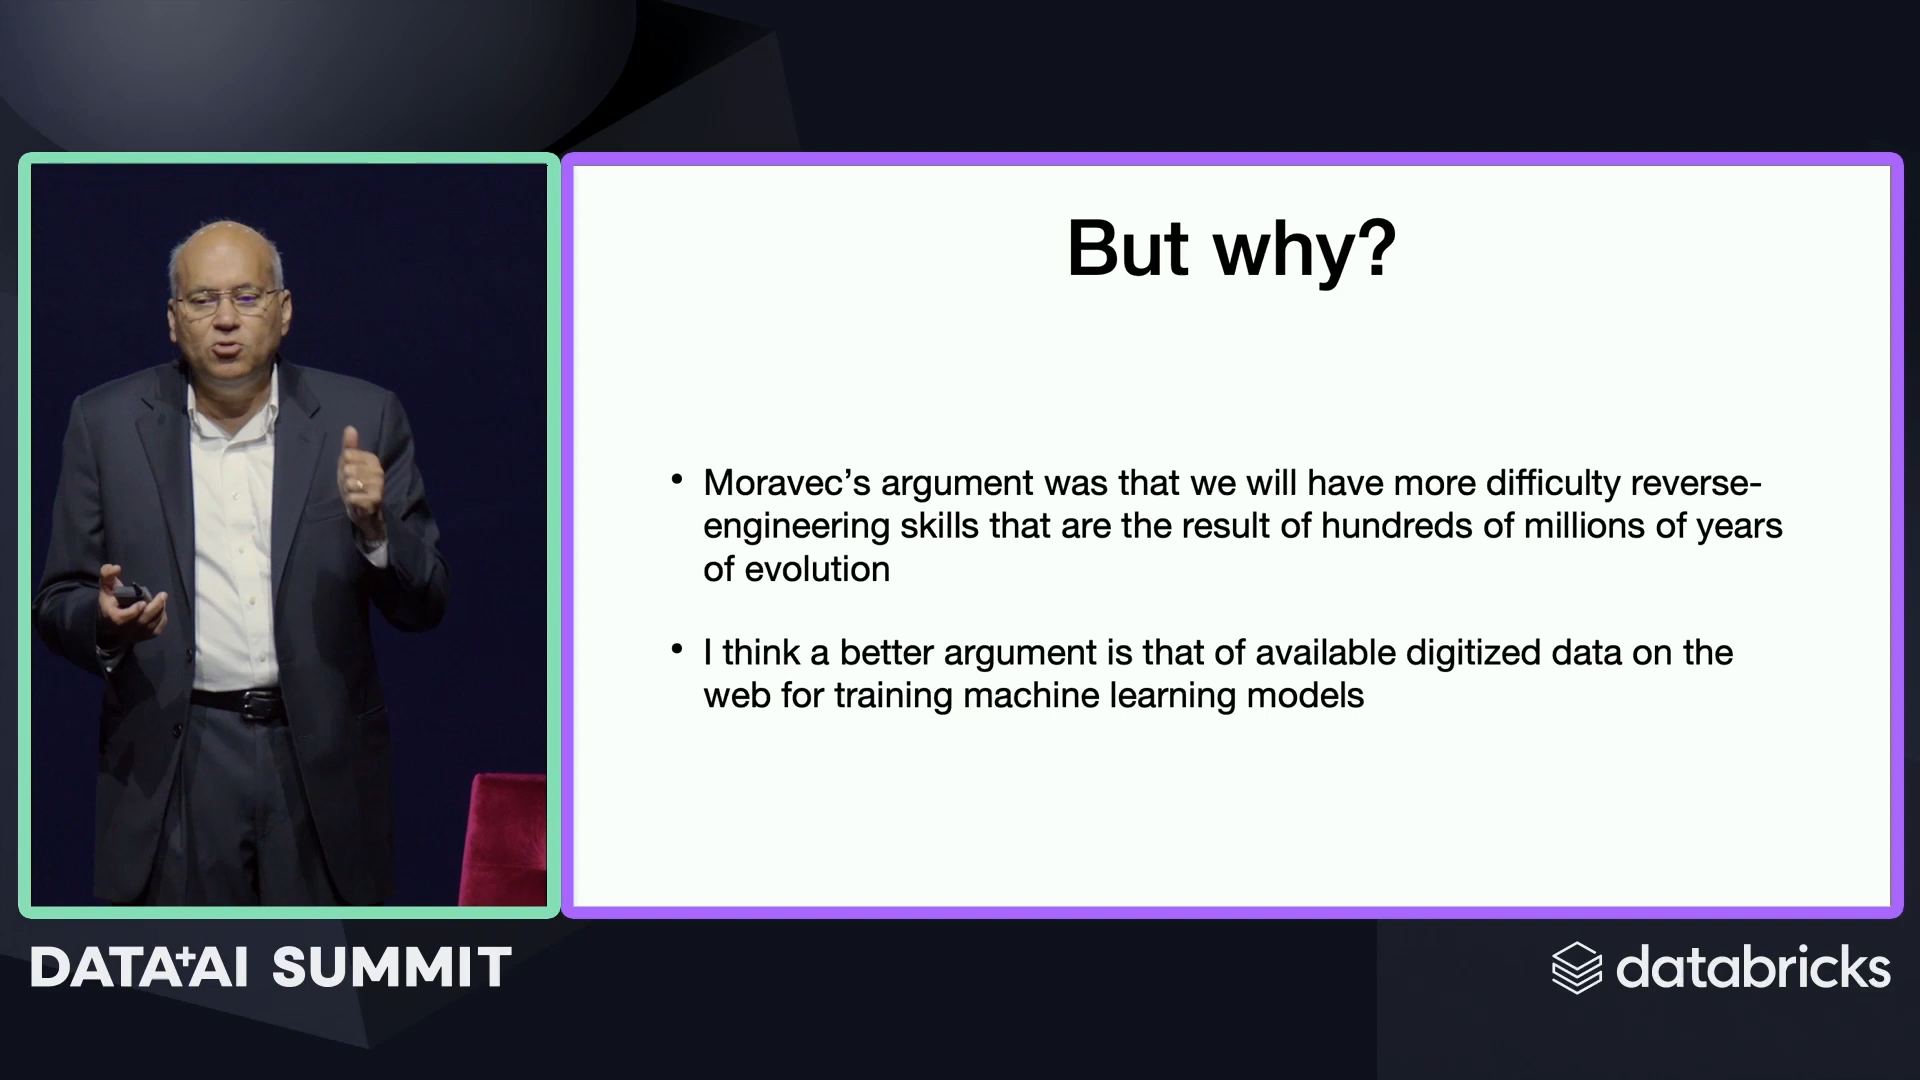 But why?
• Moravec’s argument was that we will have more difficulty reverse-
engineering skills that are the result of hundreds of millions of years
of evolution
• I think a better argument is that of available digitized data on the
web for training machine learning models
DATA+AI SUMMIT
databricks